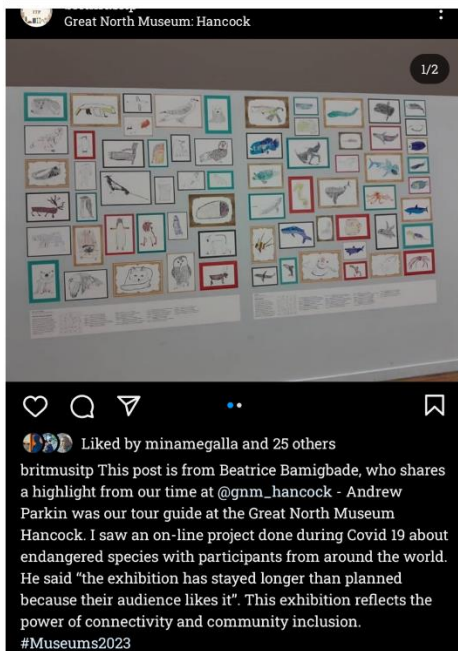 Great North Museum: Hancock
1/2
Liked by minamegalla and 25 others
britmusitp This post is from Beatrice Bamigbade, who shares
a highlight from our time at @gnm_hancock - Andrew
Parkin was our tour guide at the Great North Museum
Hancock. I saw an on-line project done during Covid 19 about
endangered species with participants from around the world.
He said “the exhibition has stayed longer than planned
because their audience likes it”. This exhibition reflects the
power of connectivity and community inclusion.
#Museums2023